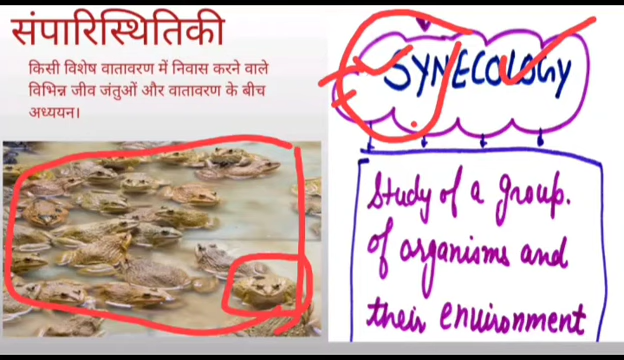 संपारिस्थितिकी
किसी विशेष वातावरण में निवास करने वाले
विभिन्न जीव जंतुओं और वातावरण के बीच
अध्ययन।
SYNECOLOGY
Study of a group.
of organisms and
their environment